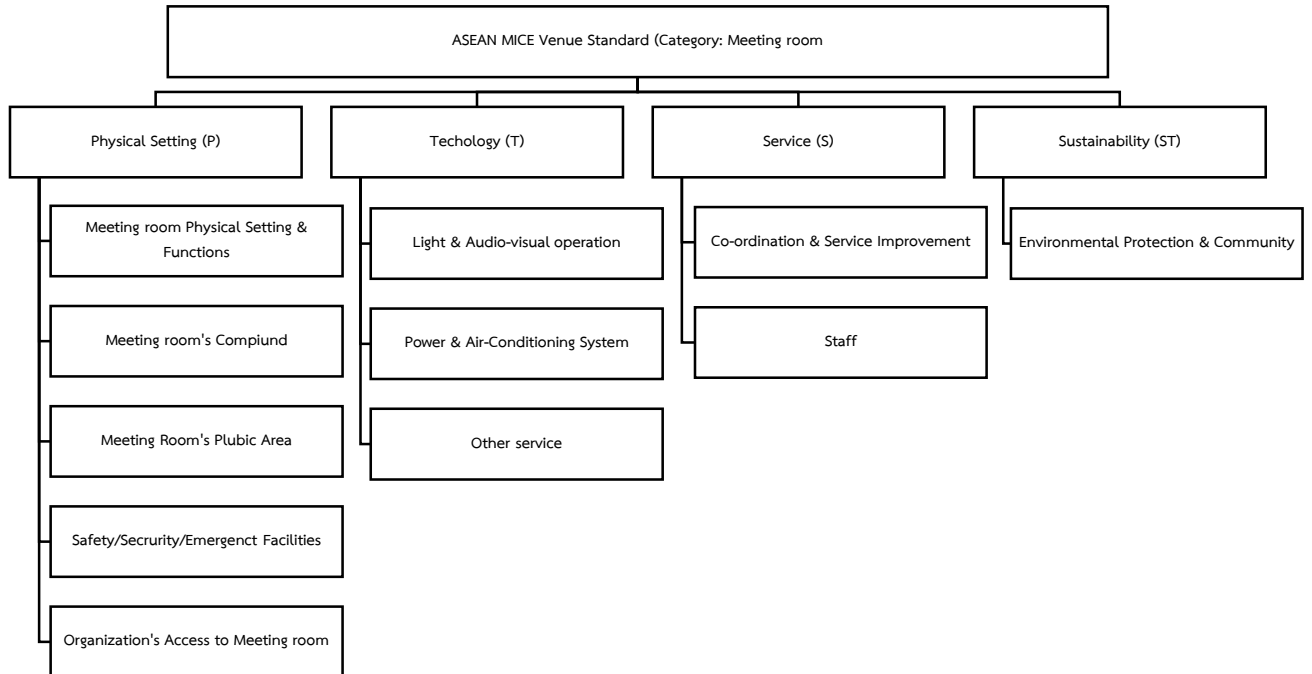 ASEAN MICE Venue Standard (Category: Meeting room
Physical Setting (P)
Techology (T)
Service (S)
Sustainability (ST)
Meeting room Physical Setting &
Functions
Meeting room's Compiund
Meeting Room's Plubic Area
Safety/Secrurity/Emergenct Facilities
Organization's Access to Meeting room
Light & Audio-visual operation
Power & Air-Conditioning System
Other service
Co-ordination & Service Improvement
Staff
Environmental Protection & Community